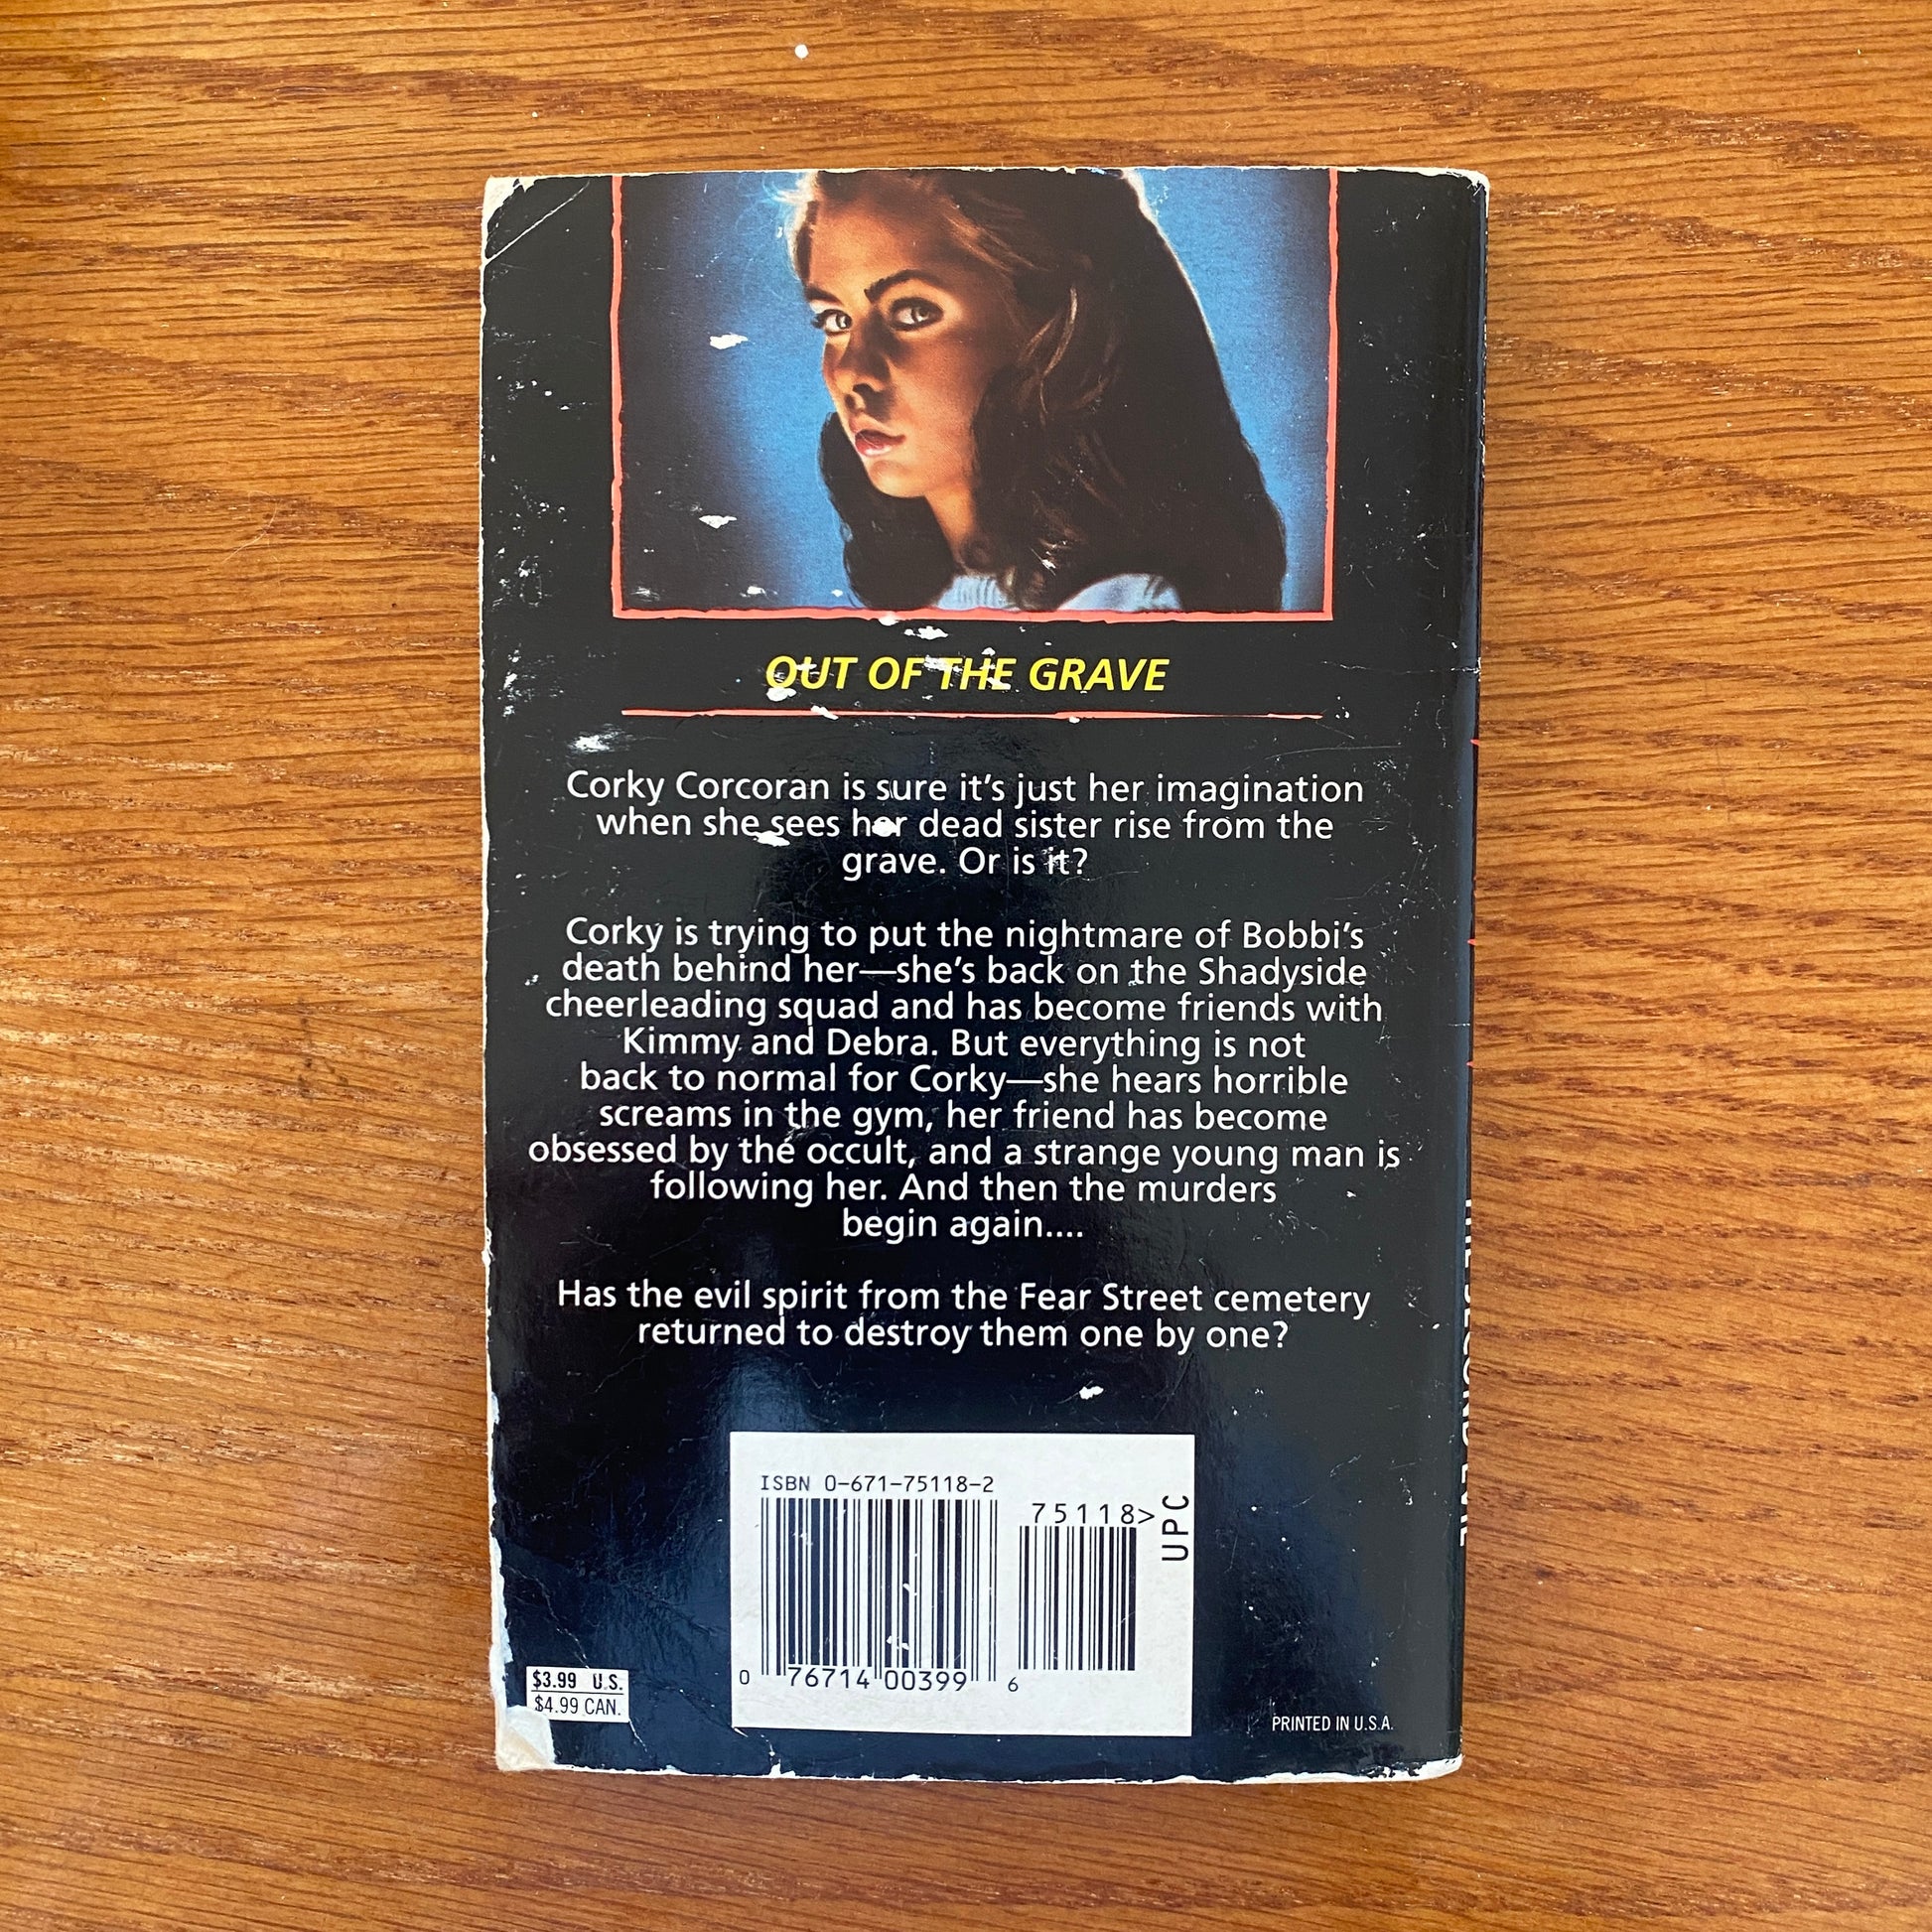 OUT OF THE GRAVE
Corky Corcoran is sure it's just her imagination
when she sees her dead sister rise from the
grave. Or is it?
Corky is trying to put the nightmare of Bobbi's
death behind her—she's back on the Shadyside
cheerleading squad and has become friends with
Kimmy and Debra. But everything is not
back to normal for Corky—she hears horrible
screams in the gym, her friend has become
obsessed by the occult, and a strange young man is
following her. And then the murders
begin again....
Has the evil spirit from the Fear Street cemetery
returned to destroy them one by one?
ISBN 0-671-75118-2
75118>
UPC
0 76714 00399 6
$3.99 U.S.
$4.99 CAN.
PRINTED IN U.S.A.
THE SECOND EVIL